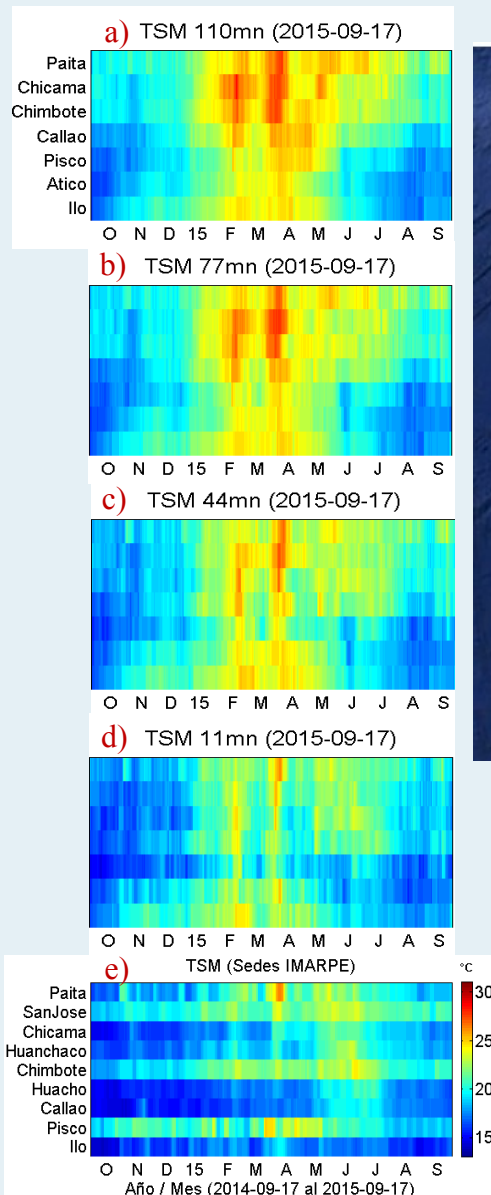 a) TSM 110mn (2015-09-17)
Paita
Chicama
Chimbote
Callao
Pisco
Atico
Ilo
O N D 15 F M A J J A S
b) TSM 77mn (2015-09-17)
O N D 15 F M A J J A S
c) TSM 44mn (2015-09-17)
O N D 15 F M A J J A S
d) TSM 11mn (2015-09-17)
O N D 15 F M A J J A S
e) TSM (Sedes IMARPE)
°C
Paita
SanJose
Chicama
Huanchaco
Chimbote
Huacho
Callao
Pisco
Ilo
30
25
20
15
O N D 15 F M A J J A S
Año / Mes (2014-09-17 al 2015-09-17)